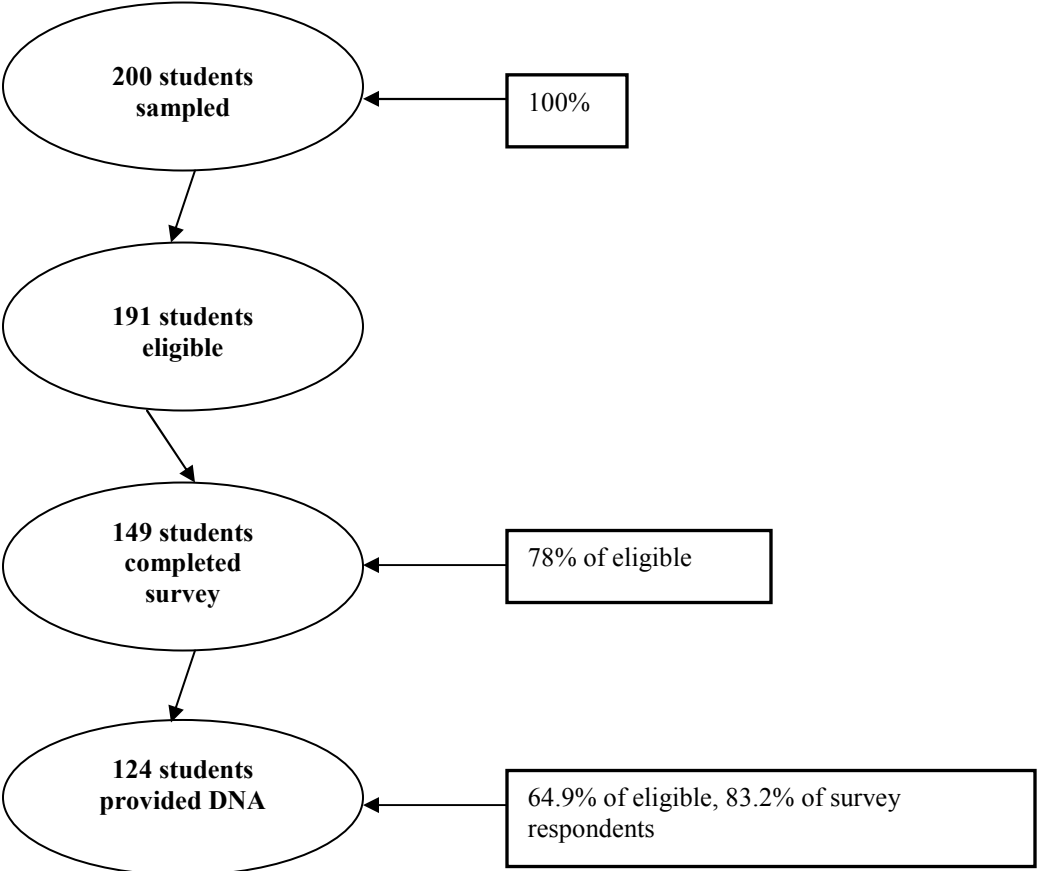 200 students
sampled
100%
191 students
eligible
149 students
completed
survey
78% of eligible
124 students
provided DNA
64.9% of eligible, 83.2% of survey
respondents